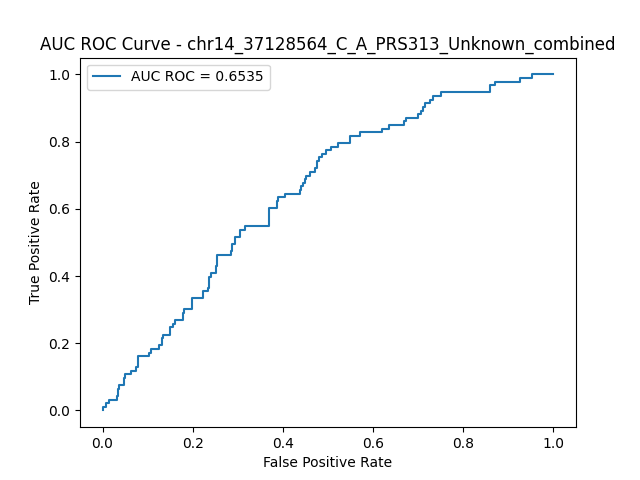 AUC ROC Curve - chr14_37128564_C_A_PRS313_Unknown_combined
AUC ROC = 0.6535
1.0
0.8
0.6
0.4
0.2
0.0
True Positive Rate
0.0 0.2 0.4 0.6 0.8 1.0
False Positive Rate